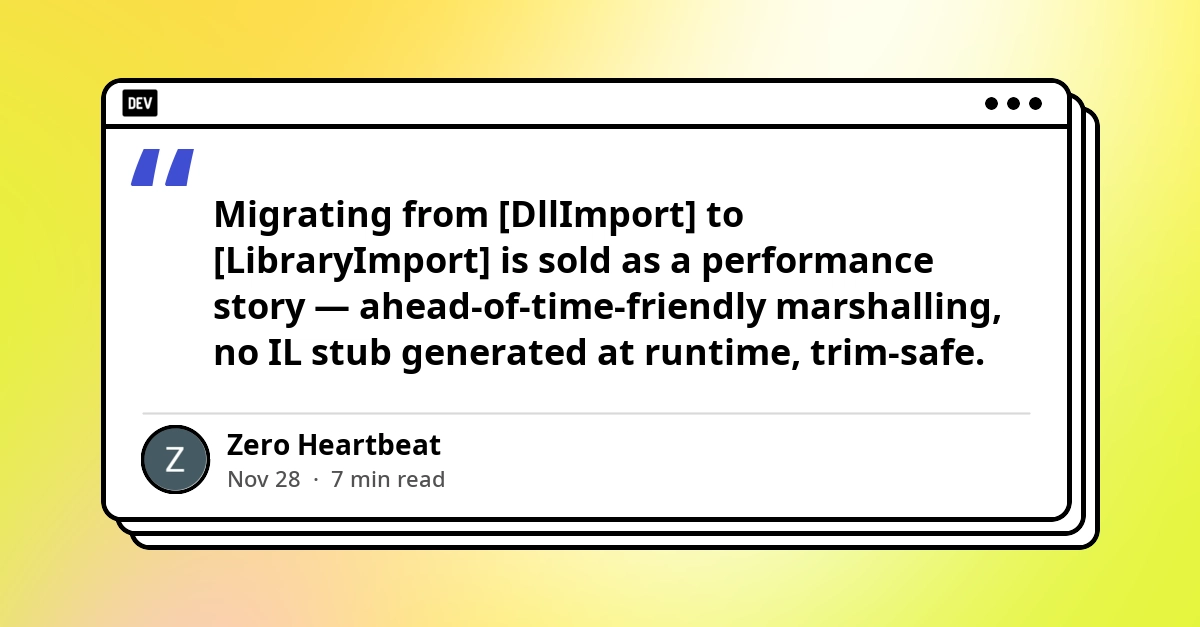 DEV
Migrating from [DllImport] to
[LibraryImport] is sold as a performance
story — ahead-of-time-friendly marshalling,
no IL stub generated at runtime, trim-safe.
Z
Zero Heartbeat
Nov 28 · 7 min read